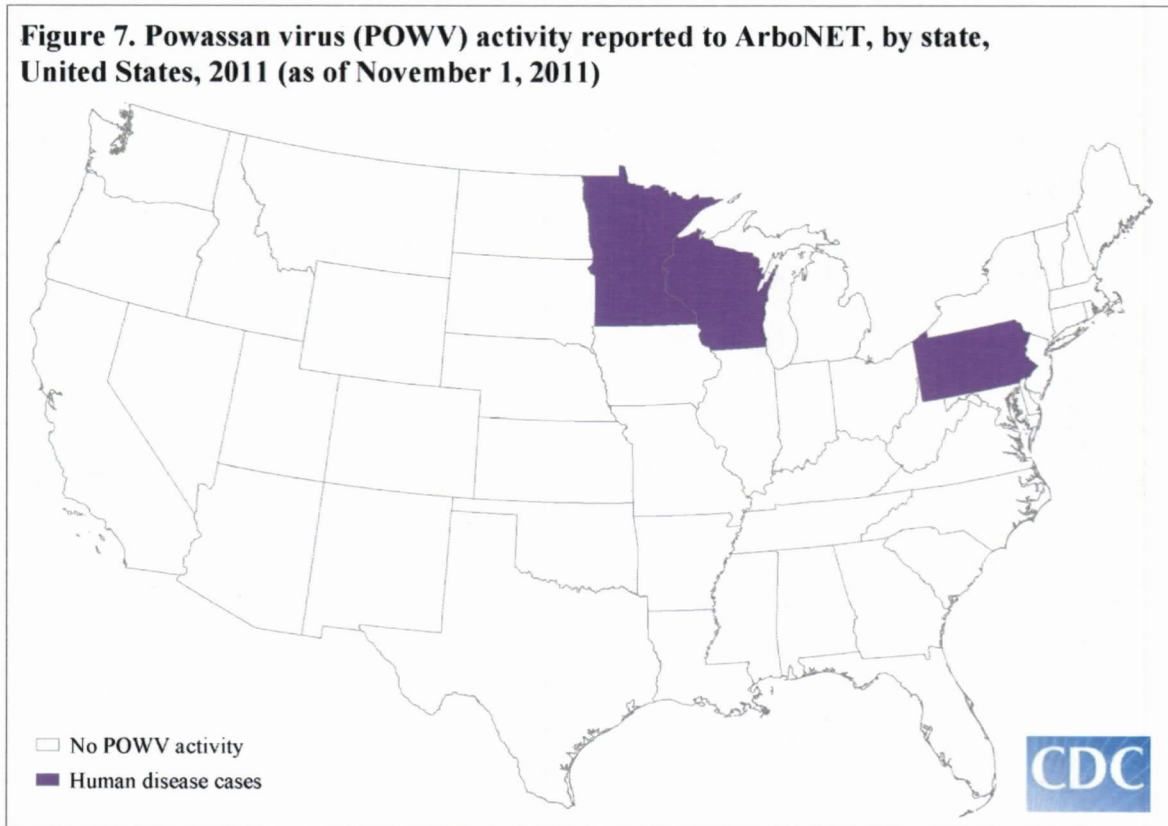 Figure 7. Powassan virus (POWV) activity reported to ArboNET, by state,
United States, 2011 (as of November 1, 2011)
No POWV activity
Human disease cases
CDC